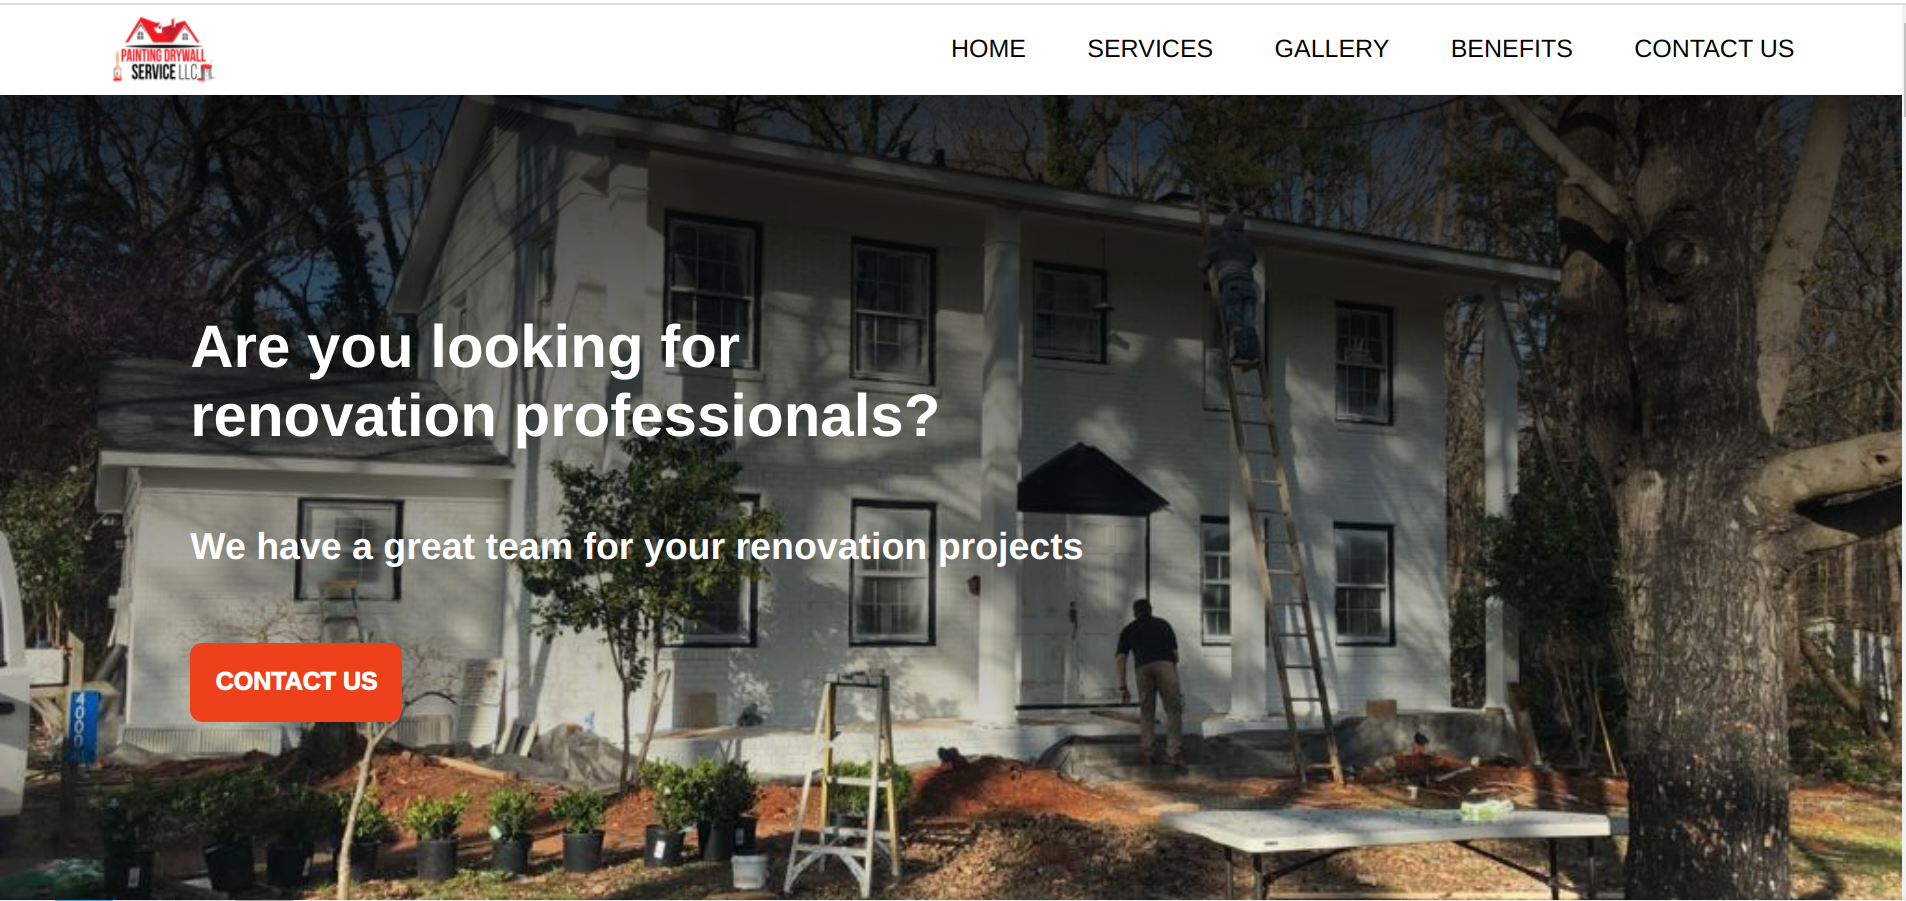 PAINTING DRYWALL
SERVICE LLC
HOME
SERVICES
GALLERY
BENEFITS
CONTACT US
Are you looking for
renovation professionals?
We have a great team for your renovation projects
CONTACT US
4000